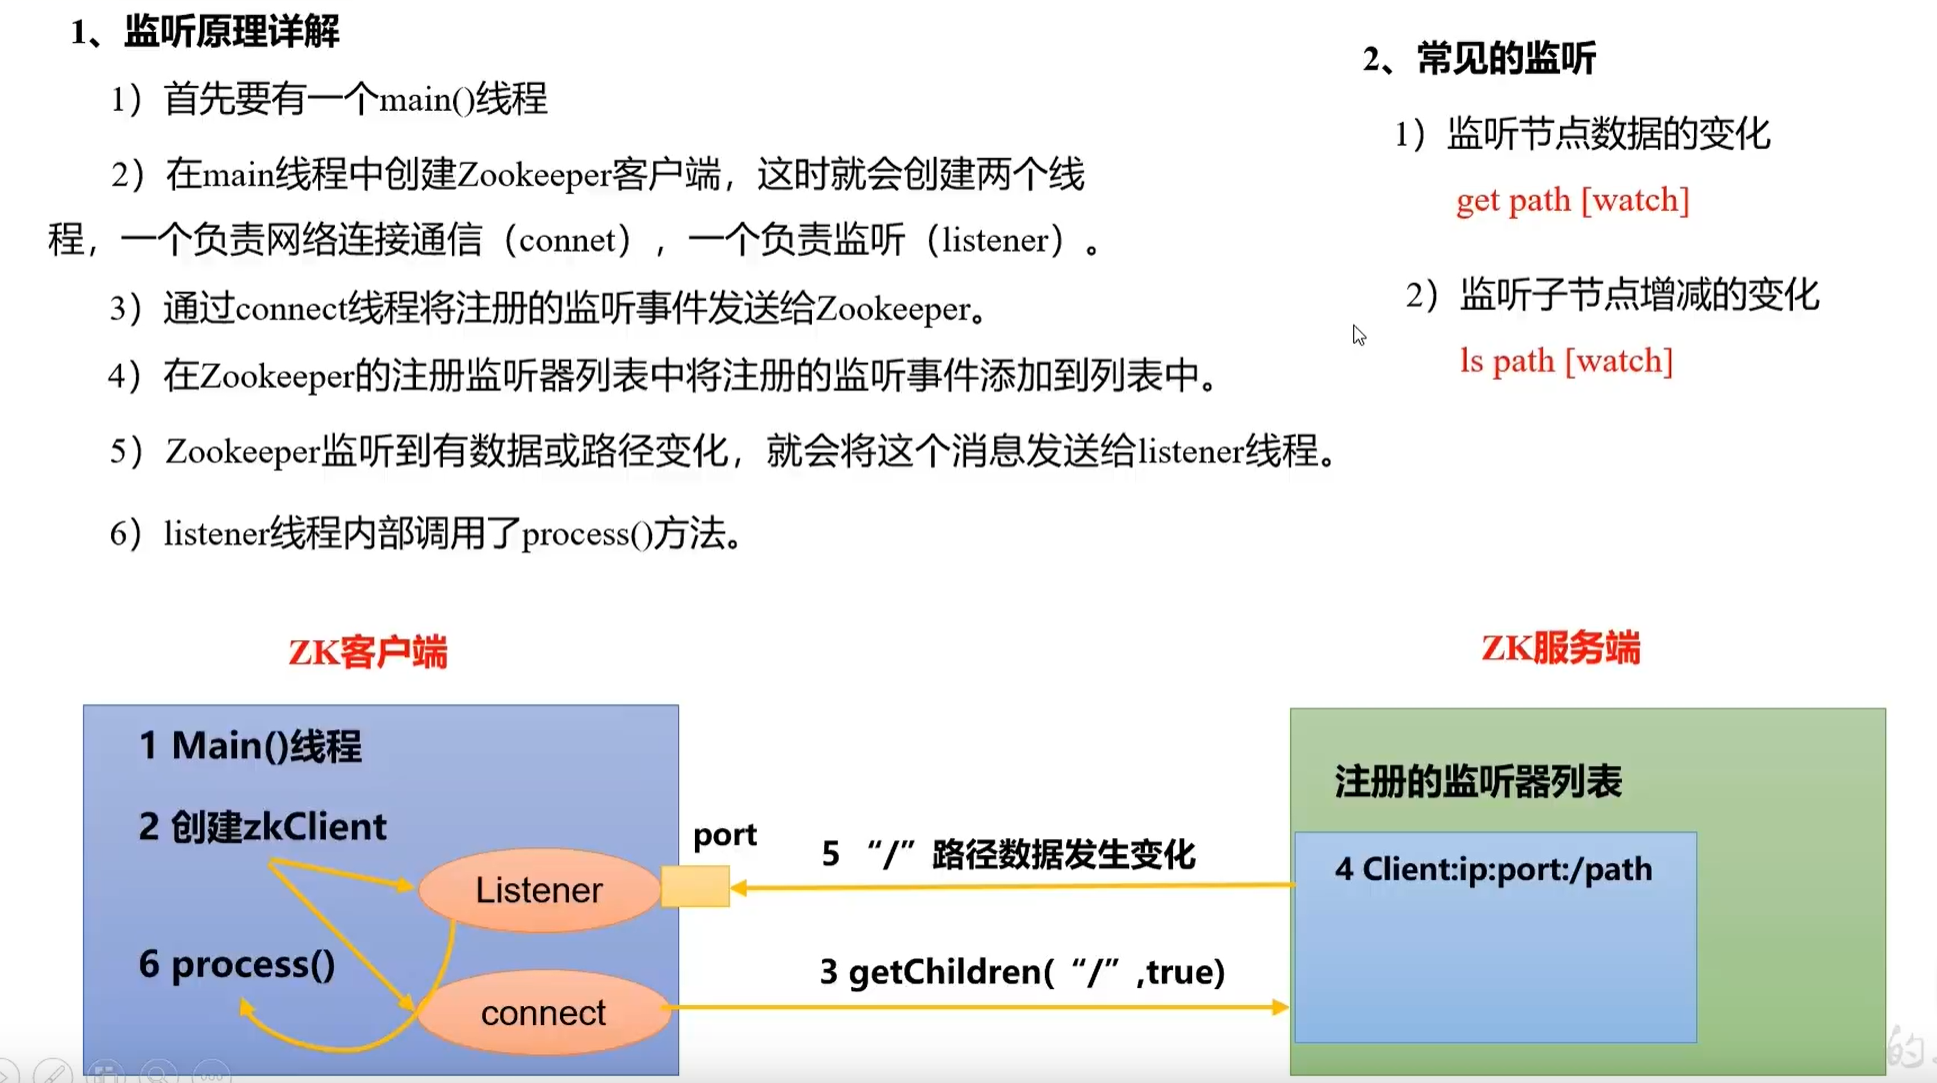 1、监听原理详解
1）首先要有一个main()线程
2）在main线程中创建Zookeeper客户端，这时就会创建两个线
程，一个负责网络连接通信（connet），一个负责监听（listener）。
3）通过connect线程将注册的监听事件发送给Zookeeper。
4）在Zookeeper的注册监听器列表中将注册的监听事件添加到列表中。
5）Zookeeper监听到有数据或路径变化，就会将这个消息发送给listener线程。
6）listener线程内部调用了process()方法。
2、常见的监听
1）监听节点数据的变化
get path [watch]
2）监听子节点增减的变化
ls path [watch]
ZK客户端
1 Main()线程
2 创建zkClient
Listener
6 process()
connect
port
5 “/”路径数据发生变化
3 getChildren(“/”,true)
ZK服务端
注册的监听器列表
4 Client:ip:port:/path
的